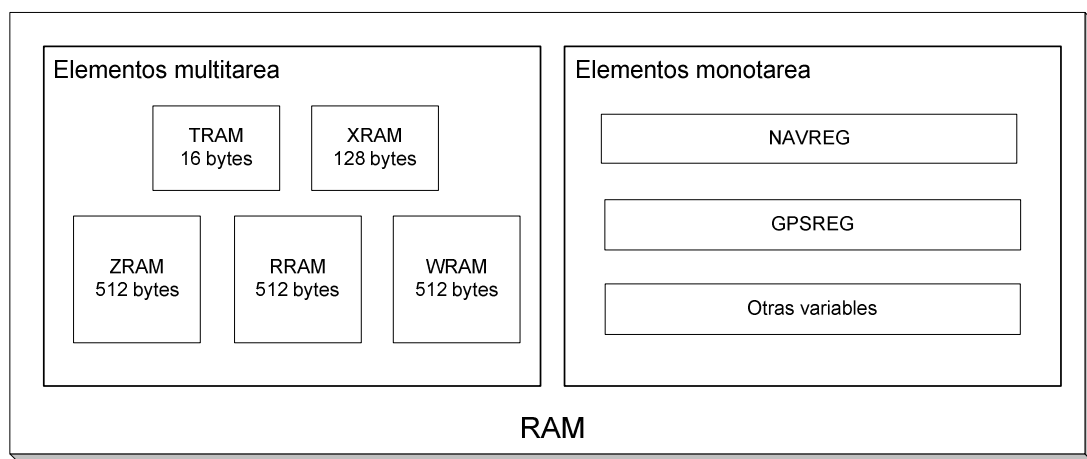 Elementos multitarea
TRAM
16 bytes
XRAM
128 bytes
ZRAM
512 bytes
RRAM
512 bytes
WRAM
512 bytes
Elementos monotarea
NAVREG
GPSREG
Otras variables
RAM